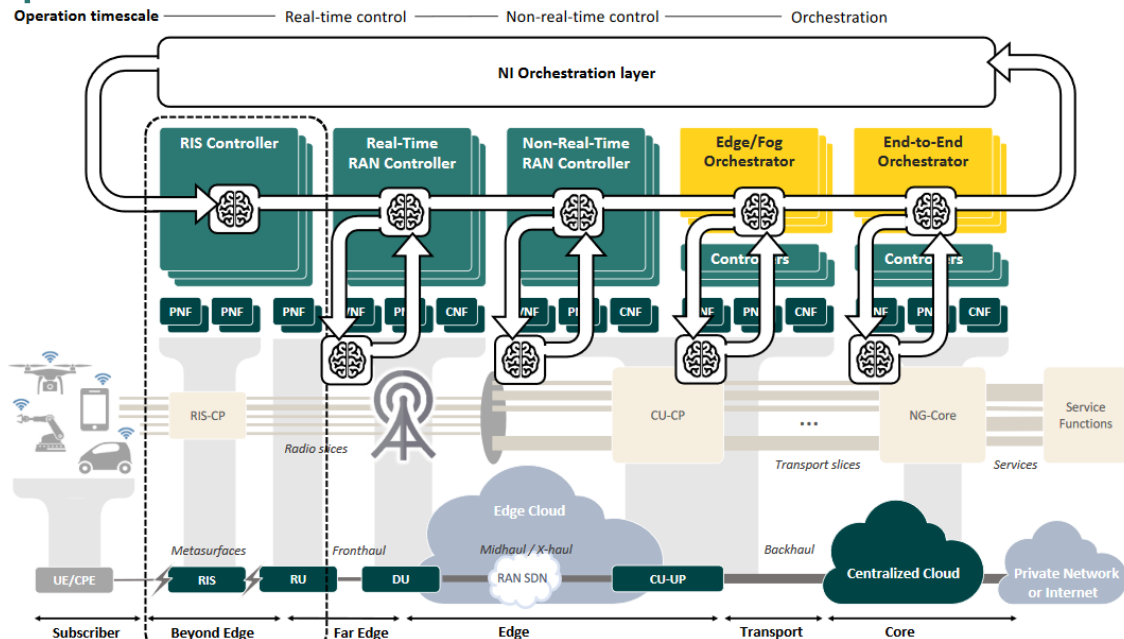 Operation timescale
Real-time control
Non-real-time control
Orchestration
NI Orchestration layer
RIS Controller
Real-Time
RAN Controller
Non-Real-Time
RAN Controller
Edge/Fog
Orchestrator
End-to-End
Orchestrator
Controllers
Controllers
PNF
PNF
PNF
CNF
CNF
CNF
CNF
RIS-CP
CU-CP
...
NG-Core
Service
Functions
Radio slices
Transport slices
Services
Edge Cloud
Metasurfaces
Fronthaul
Midhaul / X-haul
Backhaul
UE/CPE
RIS
RU
DU
RAN SDN
CU-UP
Centralized Cloud
Private Network
or Internet
Subscriber
Beyond Edge
Far Edge
Edge
Transport
Core